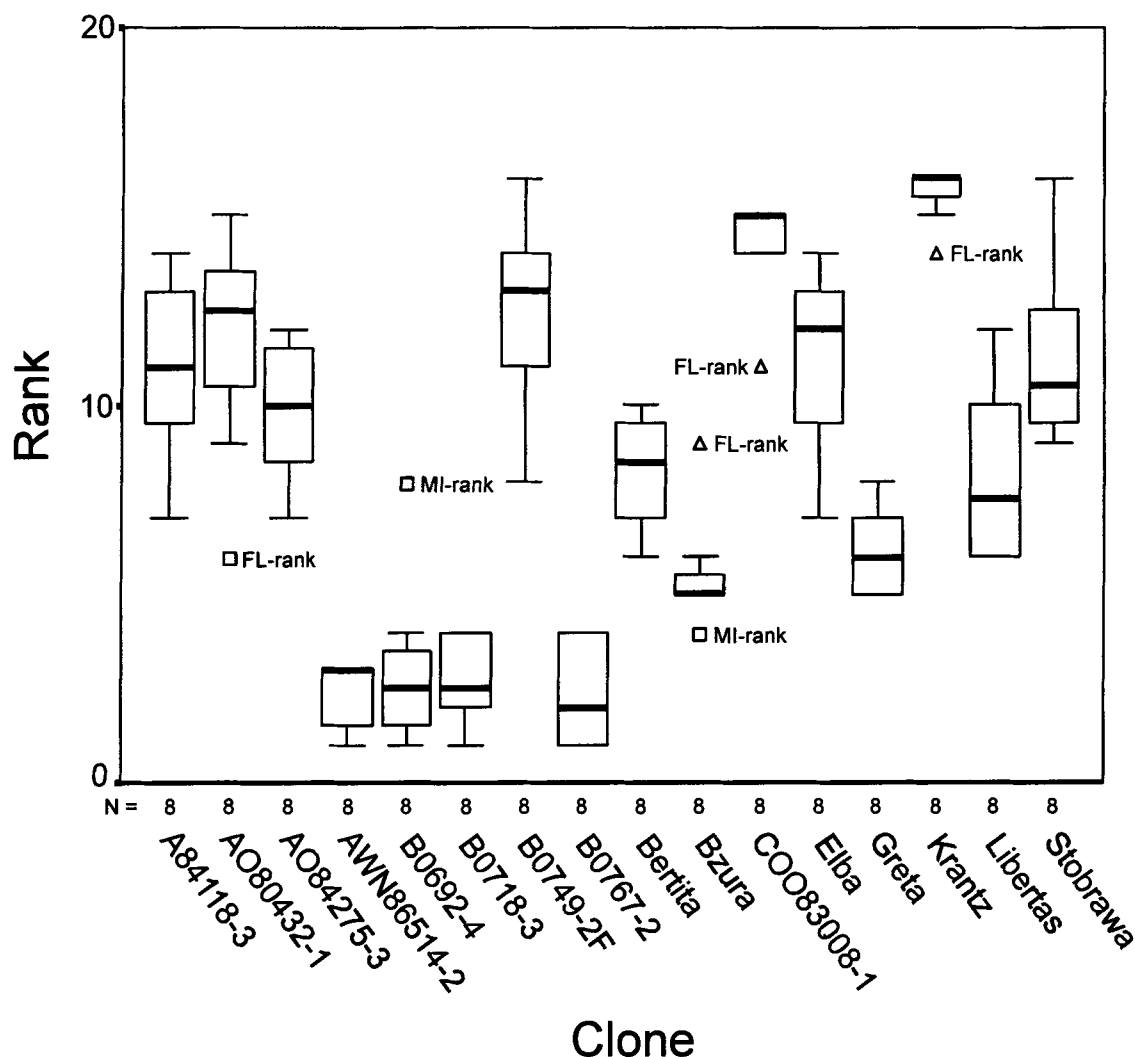 20
Rank
FL-rank
FL-rank
10
FL-rank
MI-rank
FL-rank
MI-rank
0
N = 8 8 8 8 8 8 8 8 8 8 8 8 8 8 8 8
A84118-3
AO80432-1
AO84275-3
AWN86514-2
B0692-4
B0718-3
B0749-2F
B0767-2
Bertita
Bzura
COO83008-1
Elba
Greta
Krantz
Libertas
Stobrawa
Clone